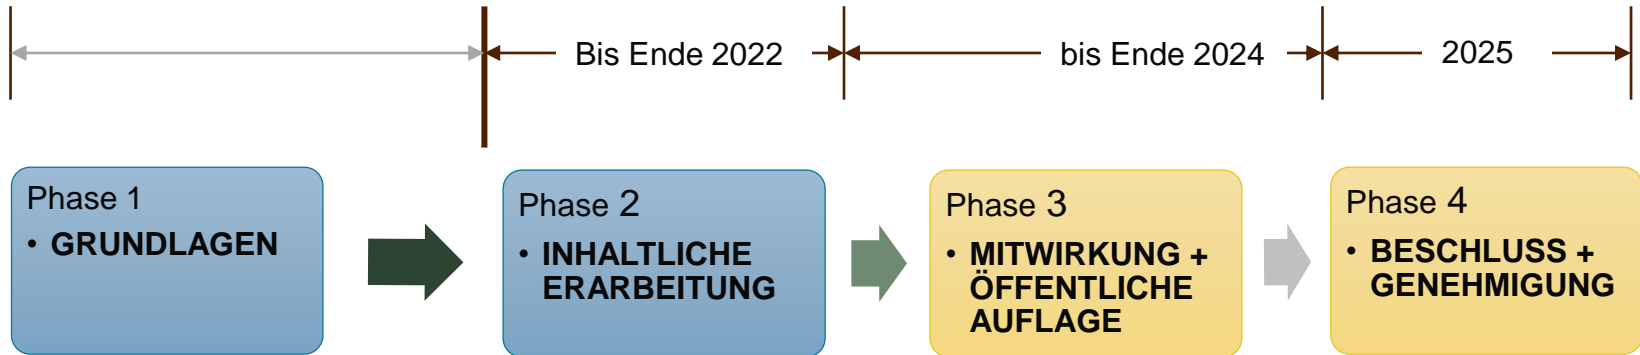 Bis Ende 2022
bis Ende 2024
2025
Phase 1
• GRUNDLAGEN
Phase 2
• INHALTLICHE
ERARBEITUNG
Phase 3
• MITWIRKUNG +
ÖFFENTLICHE
AUFLAGE
Phase 4
• BESCHLUSS +
GENEHMIGUNG